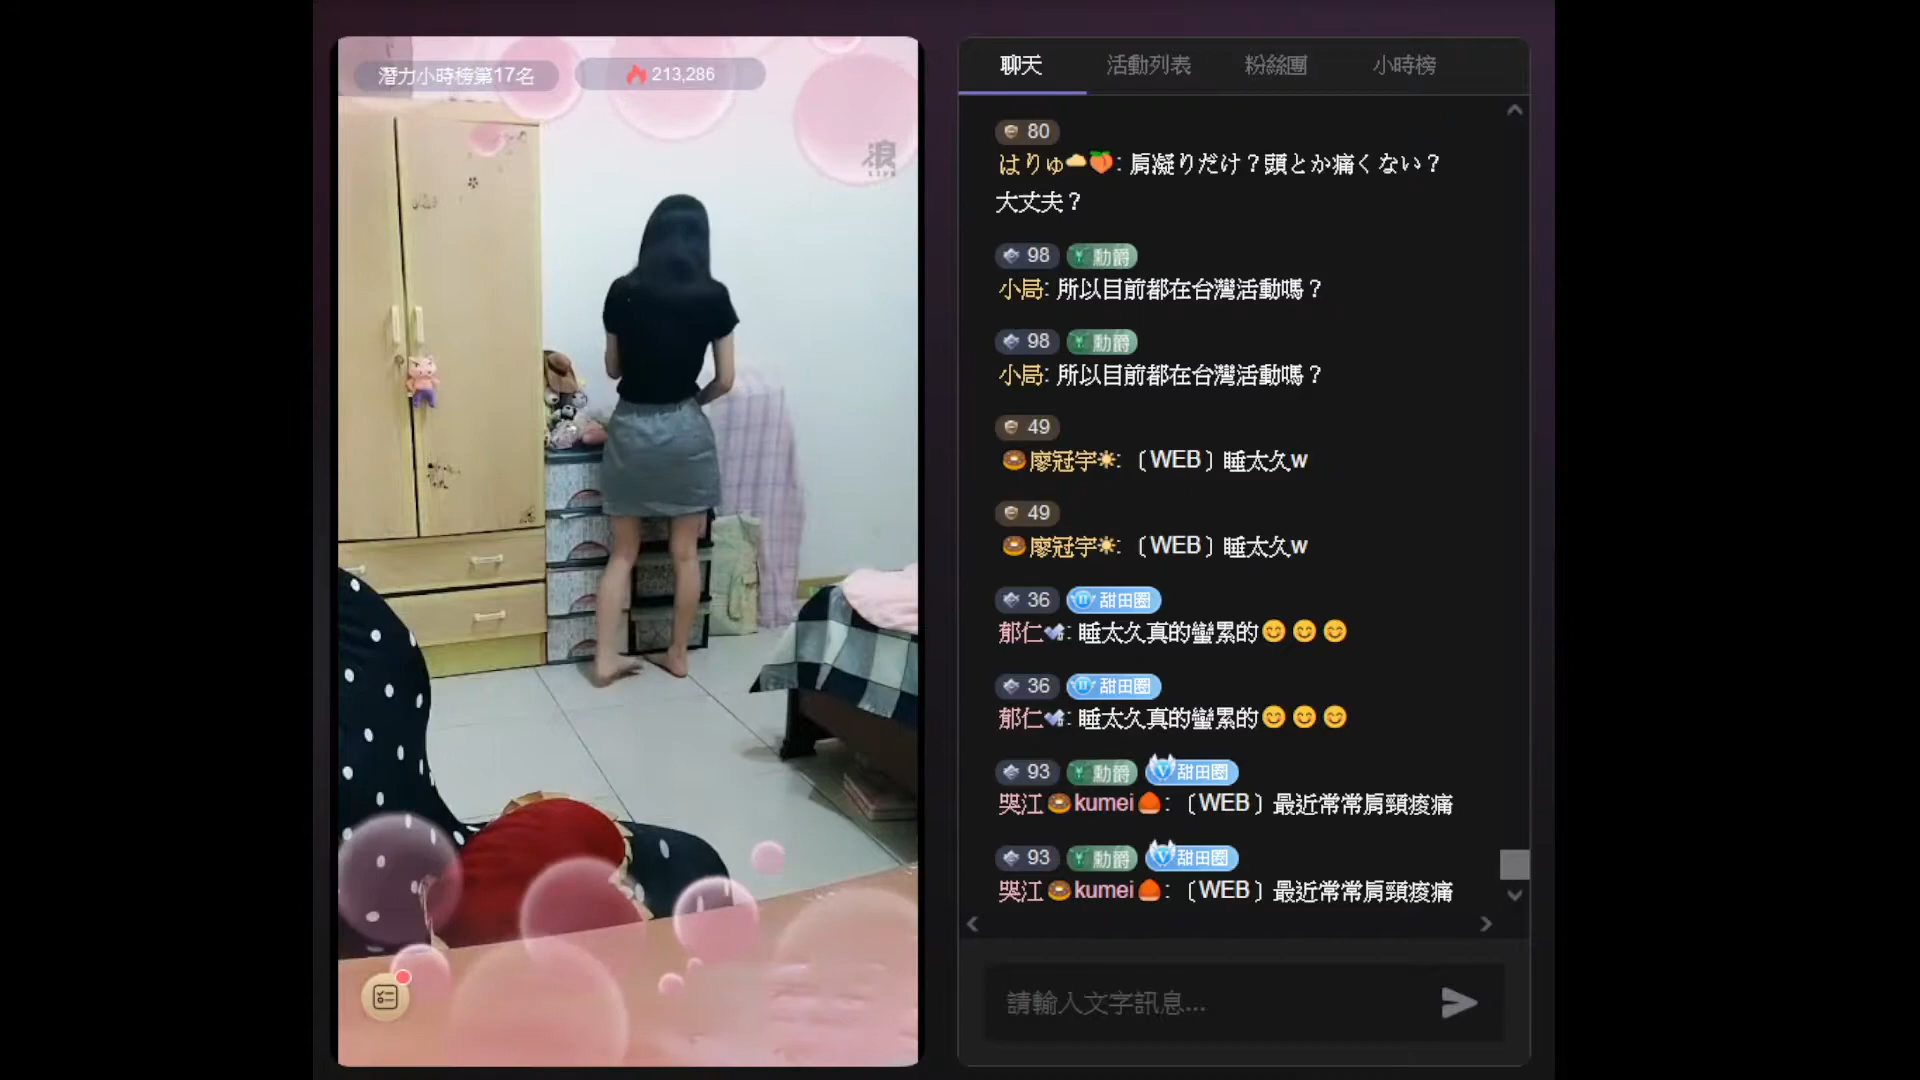 潛力小時榜第17名
213,286
浪
LIVE
聊天
活動列表
粉絲團
小時榜
80
はりゅ☁️🍑: 肩凝りだけ？頭とか痛くない？
大丈夫？
98 勳爵
小局: 所以目前都在台灣活動嗎？
98 勳爵
小局: 所以目前都在台灣活動嗎？
49
🍩廖冠宇☀: 〔WEB〕睡太久w
49
🍩廖冠宇☀: 〔WEB〕睡太久w
36 甜田圈
郁仁: 睡太久真的蠻累的😊😊😊
36 甜田圈
郁仁: 睡太久真的蠻累的😊😊😊
93 勳爵 V 甜田圈
哭江🍩kumei🌰: 〔WEB〕最近常常肩頸痠痛
93 勳爵 V 甜田圈
哭江🍩kumei🌰: 〔WEB〕最近常常肩頸痠痛
請輸入文字訊息...